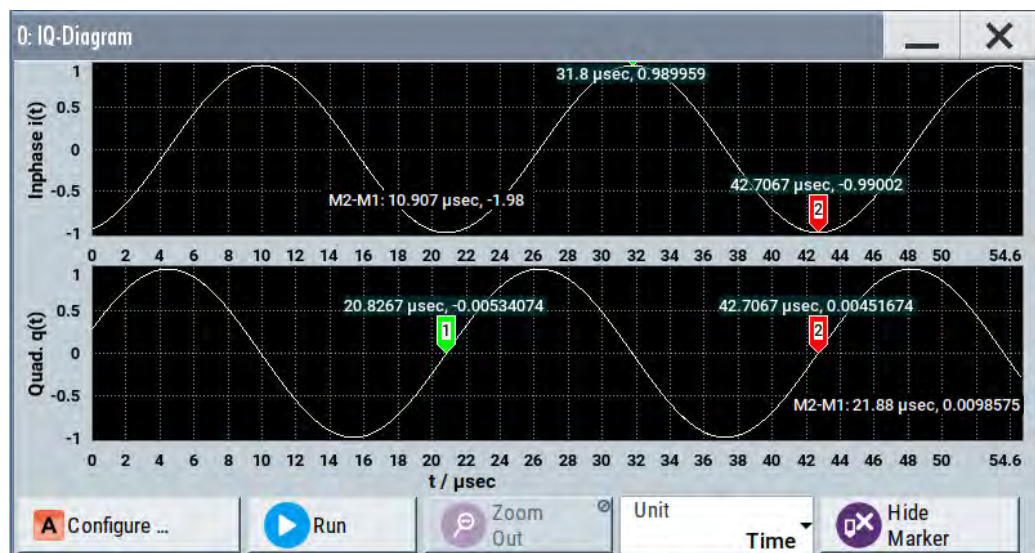 0: IQ-Diagram
Inphase i(t)
1
0.5
0
-0.5
-1
31.8 µsec, 0.989959
42.7067 µsec, -0.99002
M2-M1: 10.907 µsec, -1.98
2
0 2 4 6 8 10 12 14 16 18 20 22 24 26 28 30 32 34 36 38 40 42 44 46 48 50 54.6
Quad. q(t)
1
0.5
0
-0.5
-1
20.8267 µsec, -0.00534074
42.7067 µsec, 0.00451674
1
2
M2-M1: 21.88 µsec, 0.0098575
0 2 4 6 8 10 12 14 16 18 20 22 24 26 28 30 32 34 36 38 40 42 44 46 48 50 54.6
t / µsec
A Configure ...
Run
Zoom Out
Unit
Time
Hide Marker